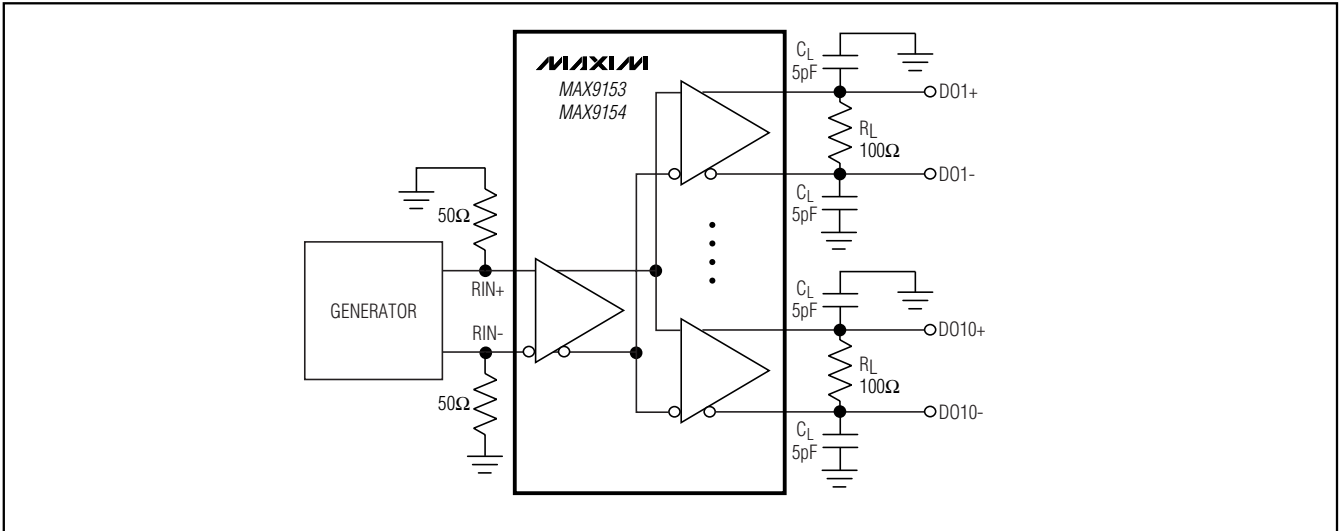 MAXIM
MAX9153
MAX9154
CL
5pF
DO1+
RL
100Ω
DO1-
CL
5pF
50Ω
RIN+
GENERATOR
RIN-
50Ω
CL
5pF
DO10+
RL
100Ω
DO10-
CL
5pF